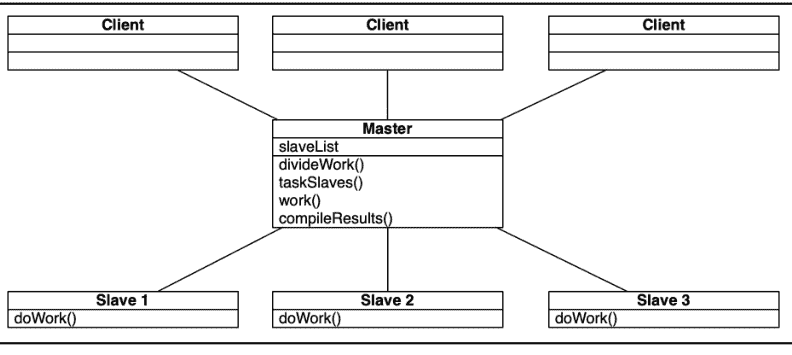 Client
Client
Client
Master
slaveList
divideWork()
taskSlaves()
work()
compileResults()
Slave 1
doWork()
Slave 2
doWork()
Slave 3
doWork()